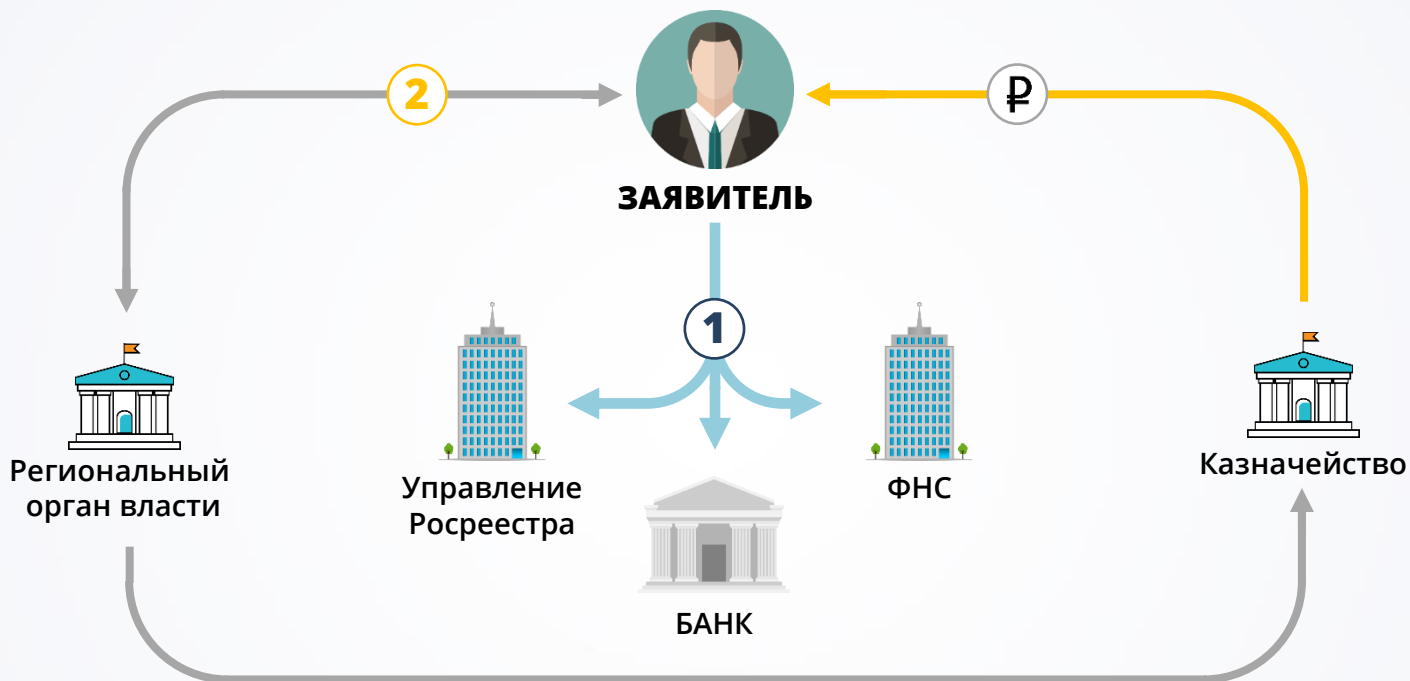 2
₽
ЗАЯВИТЕЛЬ
1
Региональный
орган власти
Управление
Росреестра
ФНС
Казначейство
БАНК